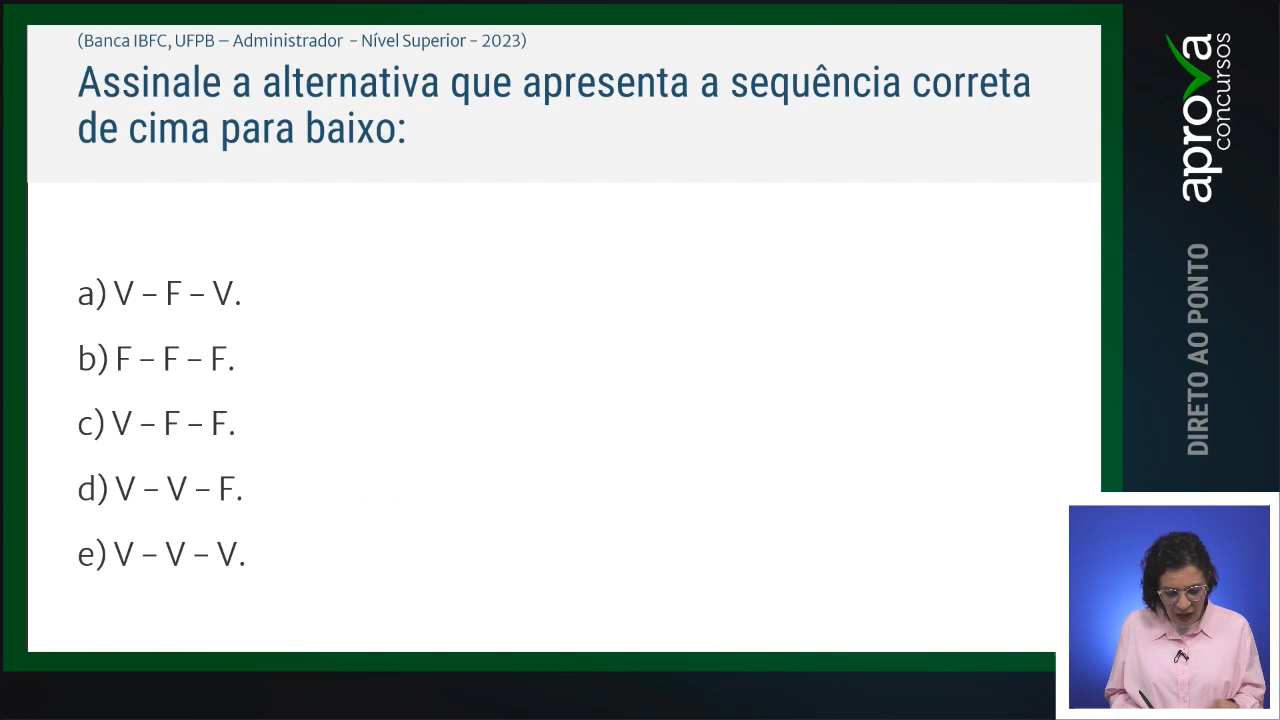 (Banca IBFC, UFPB – Administrador - Nível Superior - 2023)
Assinale a alternativa que apresenta a sequência correta
de cima para baixo:
a) V – F – V.
b) F – F – F.
c) V – F – F.
d) V – V – F.
e) V – V – V.
aprova
concursos
DIRETO AO PONTO